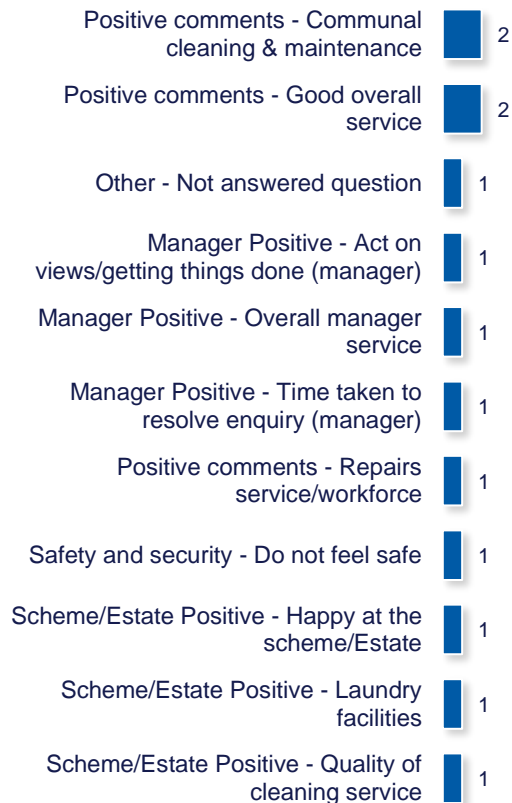 Positive comments - Communal
cleaning & maintenance
2
Positive comments - Good overall
service
2
Other - Not answered question
1
Manager Positive - Act on
views/getting things done (manager)
1
Manager Positive - Overall manager
service
1
Manager Positive - Time taken to
resolve enquiry (manager)
1
Positive comments - Repairs
service/workforce
1
Safety and security - Do not feel safe
1
Scheme/Estate Positive - Happy at the
scheme/Estate
1
Scheme/Estate Positive - Laundry
facilities
1
Scheme/Estate Positive - Quality of
cleaning service
1